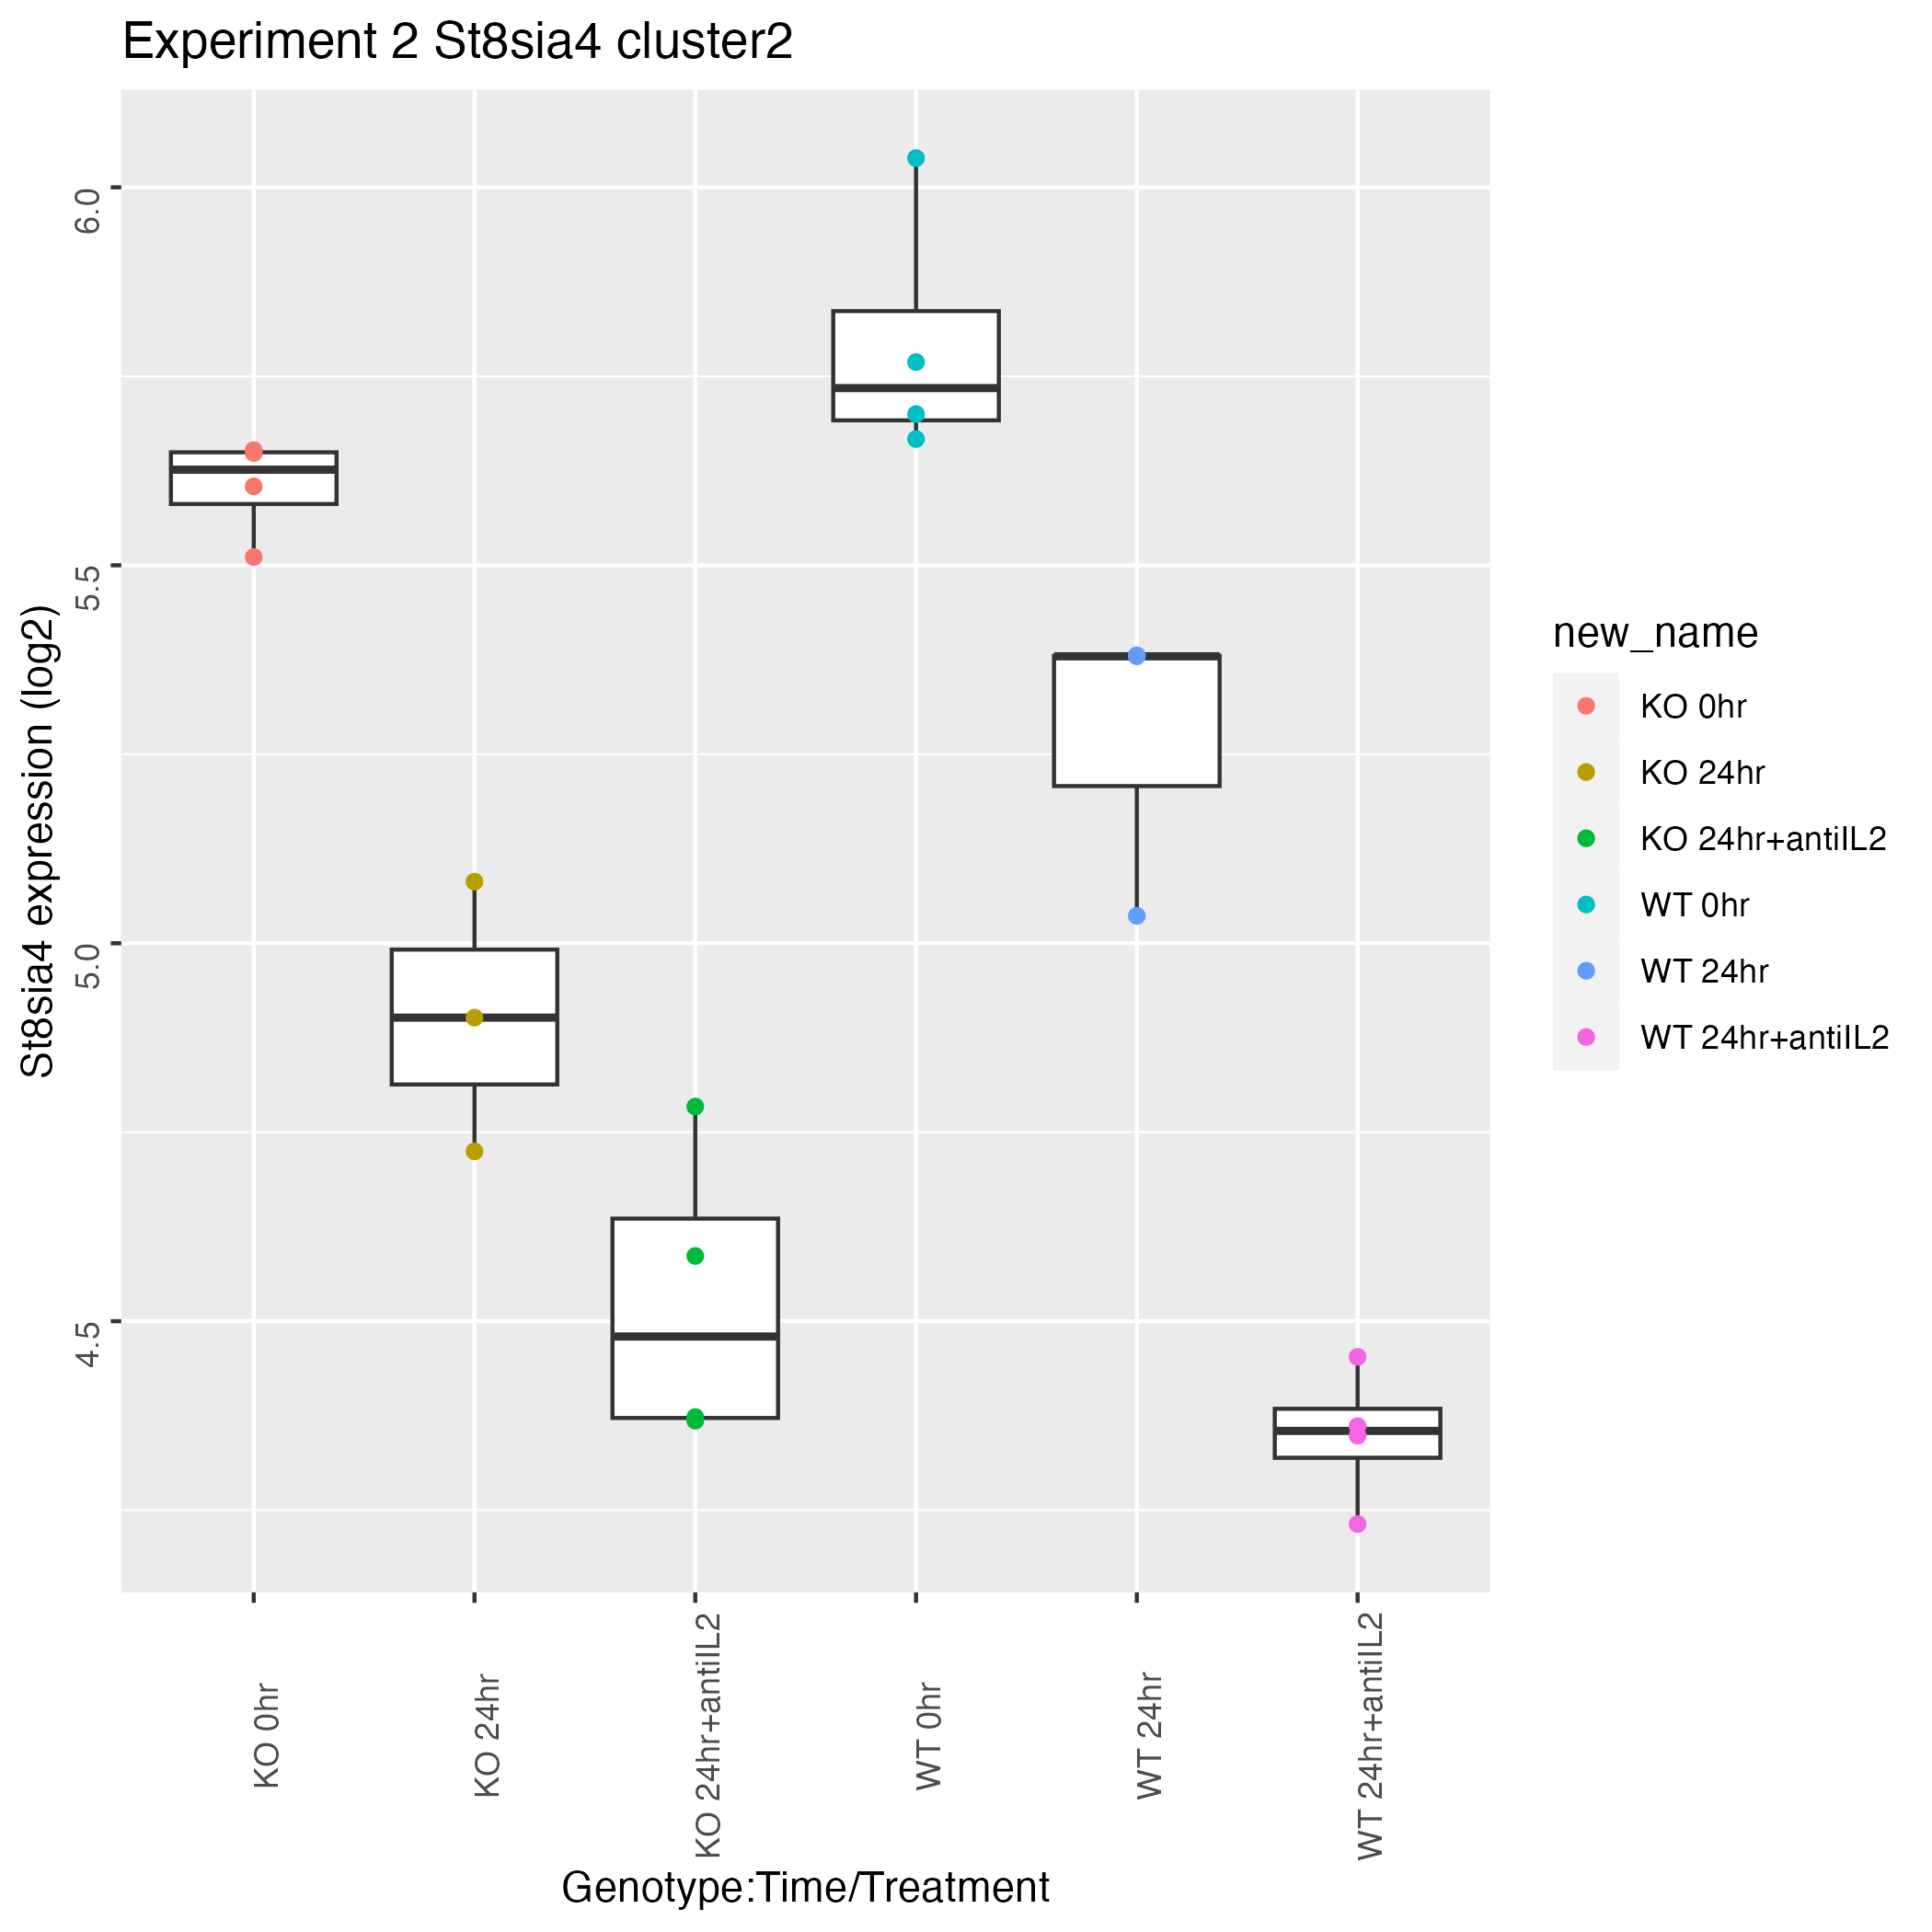 Experiment 2 St8sia4 cluster2
St8sia4 expression (log2)
6.0
5.5
5.0
4.5
KO 0hr
KO 24hr
KO 24hr+antiIL2
WT 0hr
WT 24hr
WT 24hr+antiIL2
Genotype:Time/Treatment
new_name
KO 0hr
KO 24hr
KO 24hr+antiIL2
WT 0hr
WT 24hr
WT 24hr+antiIL2